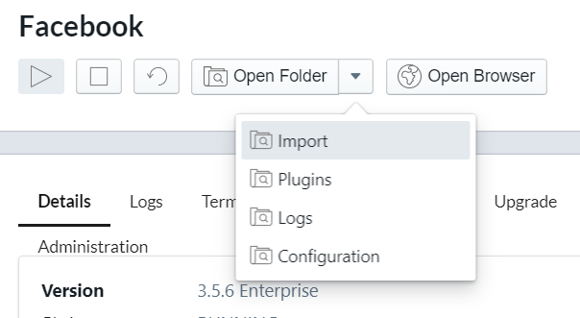 Facebook
Open Folder
Open Browser
Import
Plugins
Logs
Configuration
Details Logs Term Upgrade
Administration
Version 3.5.6 Enterprise